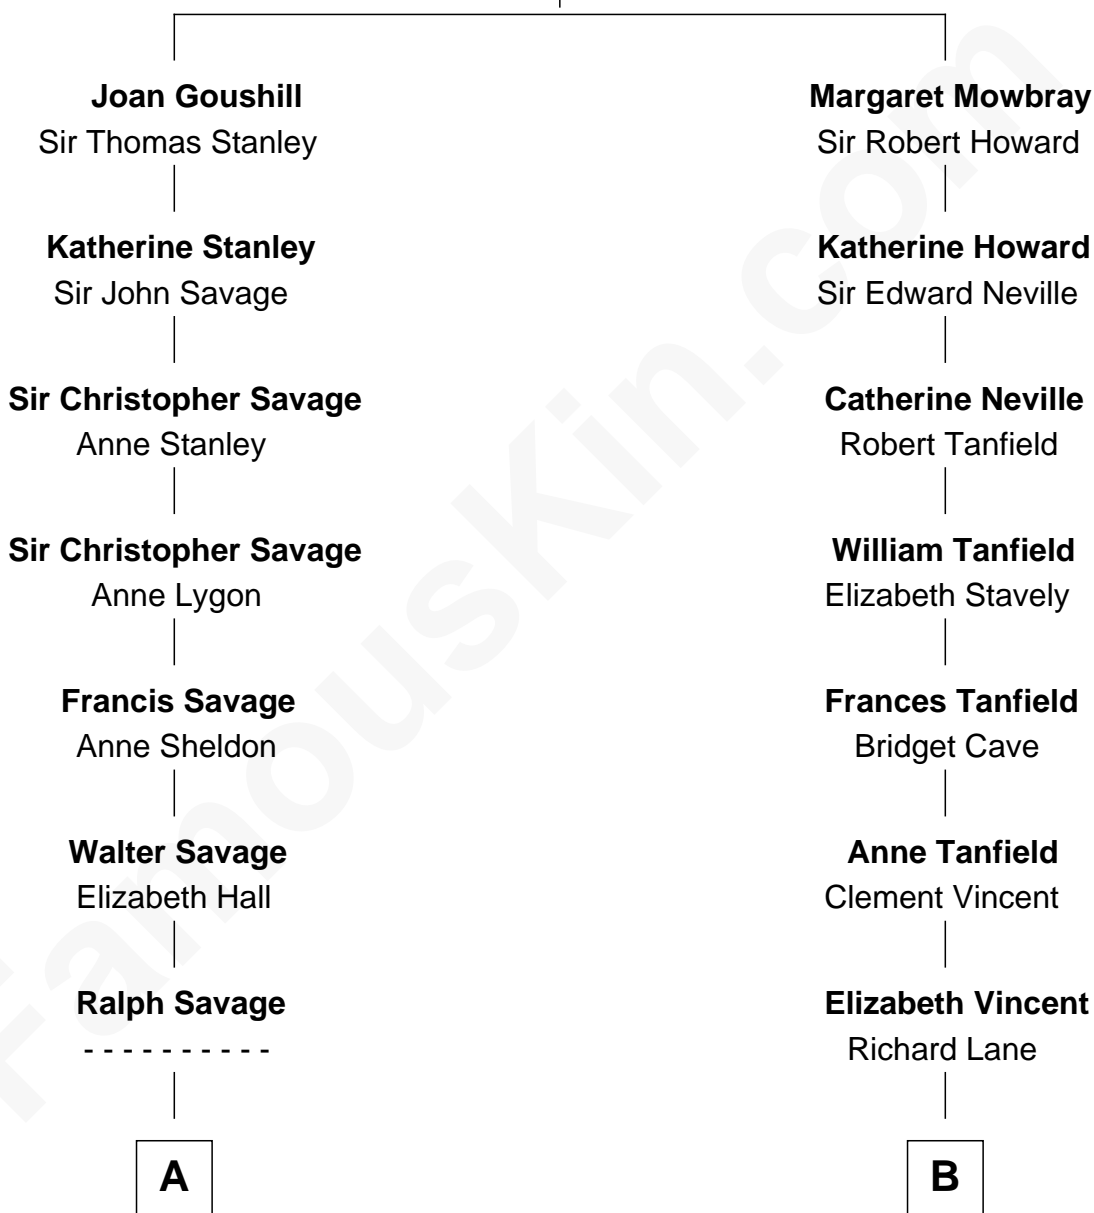 Joan Goushill
Sir Thomas Stanley
Katherine Stanley
Sir John Savage
Sir Christopher Savage
Anne Stanley
Sir Christopher Savage
Anne Lygon
Francis Savage
Anne Sheldon
Walter Savage
Elizabeth Hall
Ralph Savage
- - - - - - - - - -
A
Margaret Mowbray
Sir Robert Howard
Katherine Howard
Sir Edward Neville
Catherine Neville
Robert Tanfield
William Tanfield
Elizabeth Stavely
Frances Tanfield
Bridget Cave
Anne Tanfield
Clement Vincent
Elizabeth Vincent
Richard Lane
B
FamousKin.com